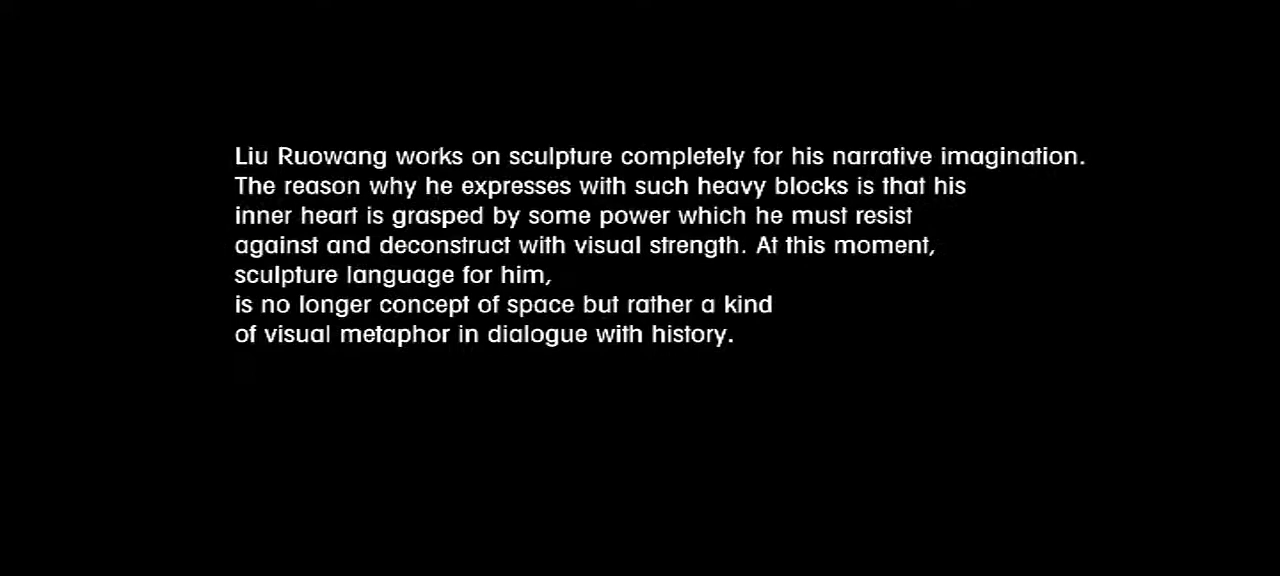 Liu Ruowang works on sculpture completely for his narrative imagination.
The reason why he expresses with such heavy blocks is that his
inner heart is grasped by some power which he must resist
against and deconstruct with visual strength. At this moment,
sculpture language for him,
is no longer concept of space but rather a kind
of visual metaphor in dialogue with history.